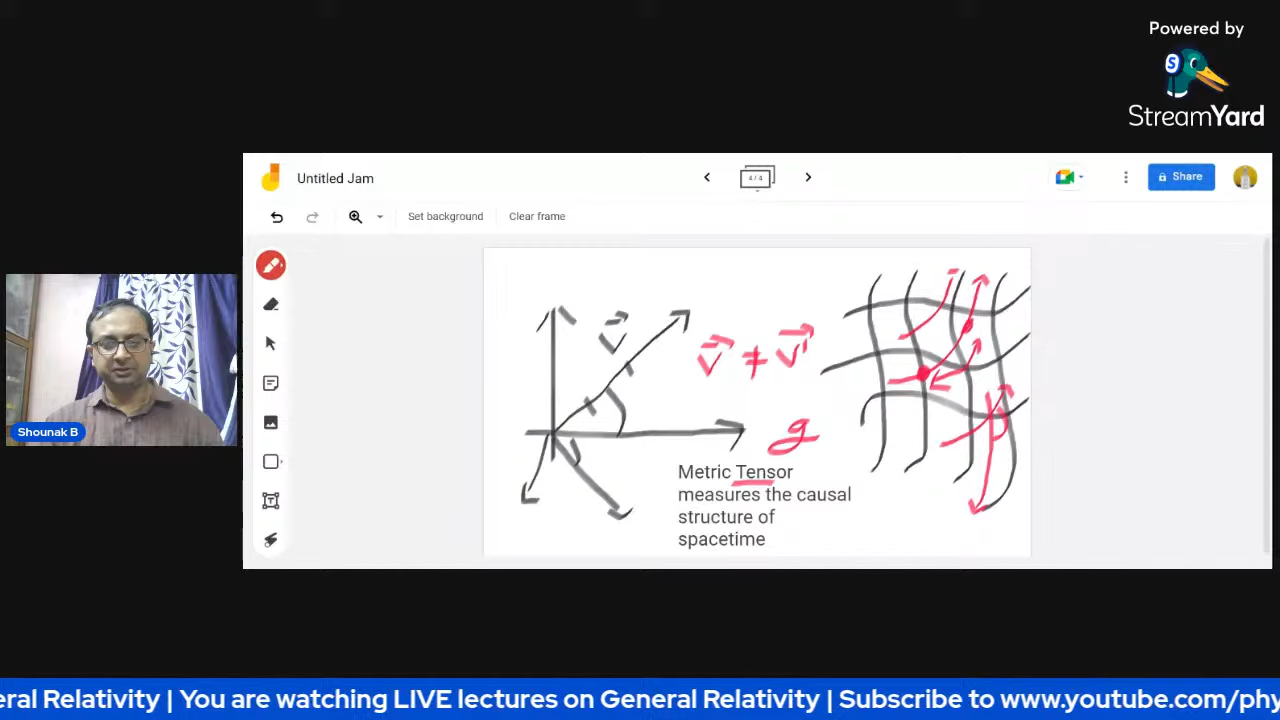 Powered by
StreamYard
Untitled Jam
4 / 4
Share
Set background
Clear frame
v⃗
v⃗ ≠ v⃗'
g
Metric Tensor
measures the causal
structure of
spacetime
Shounak B
eral Relativity | You are watching LIVE lectures on General Relativity | Subscribe to www.youtube.com/phy